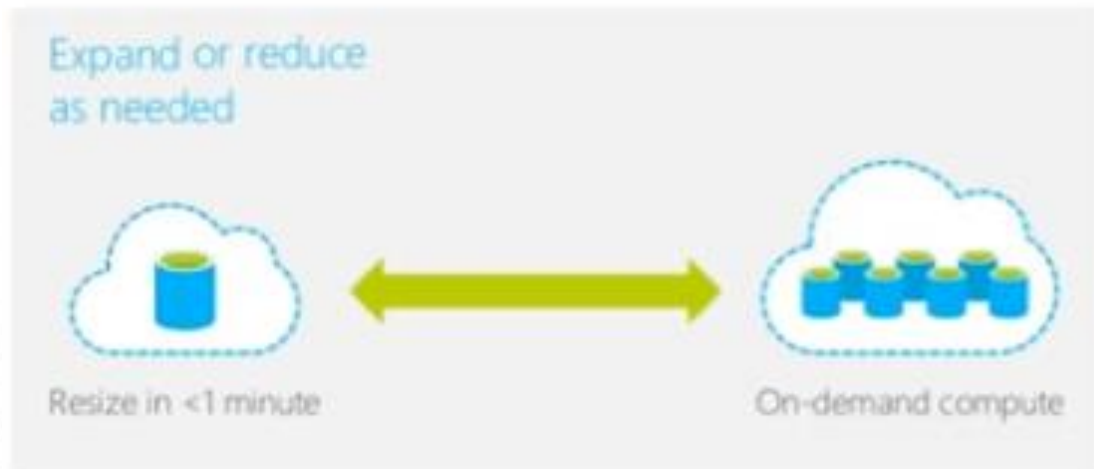 Expand or reduce
as needed
Resize in <1 minute
On-demand compute